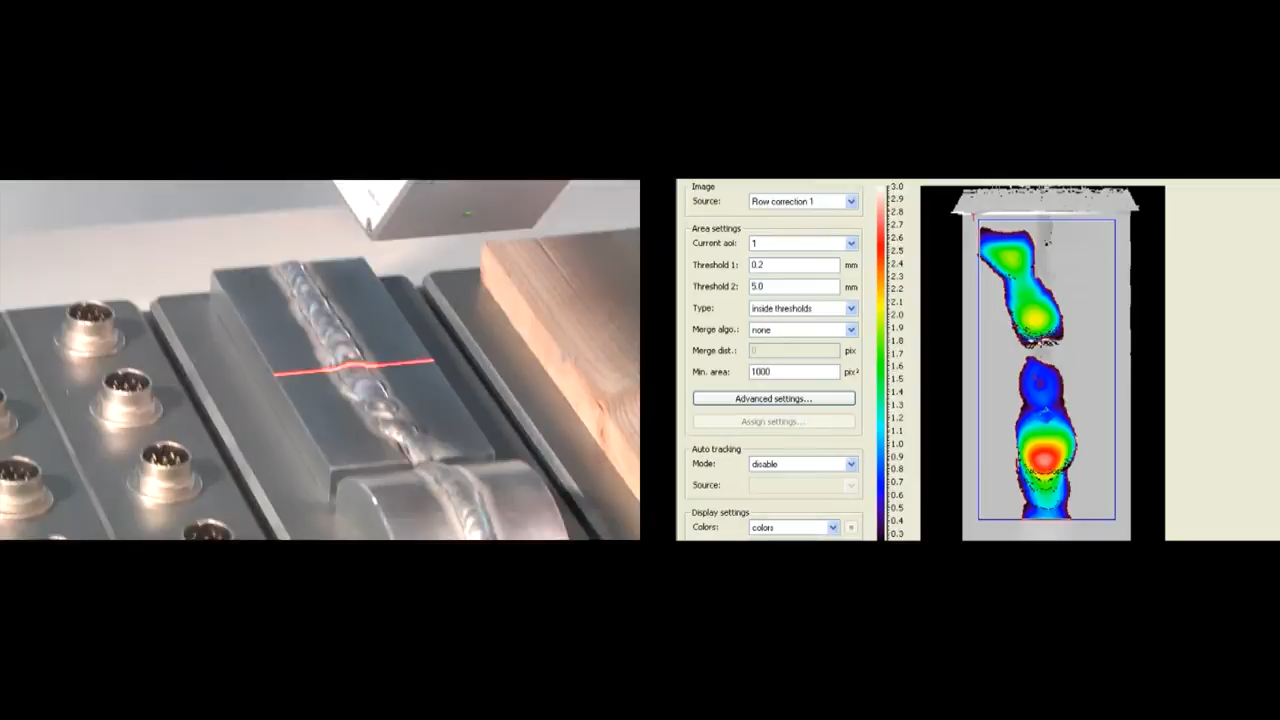 Image
Source: Row correction 1
Area settings
Current aoi: 1
Threshold 1: 0.2 mm
Threshold 2: 5.0 mm
Type: inside thresholds
Merge algo.: none
Merge dist.: 0 pix
Min. area: 1000 pix²
Advanced settings...
Assign settings...
Auto tracking
Mode: disable
Source:
Display settings
Colors: colors
3.0
2.9
2.8
2.7
2.6
2.5
2.4
2.3
2.2
2.1
2.0
1.9
1.8
1.7
1.6
1.5
1.4
1.3
1.2
1.1
1.0
0.9
0.8
0.7
0.6
0.5
0.4
0.3